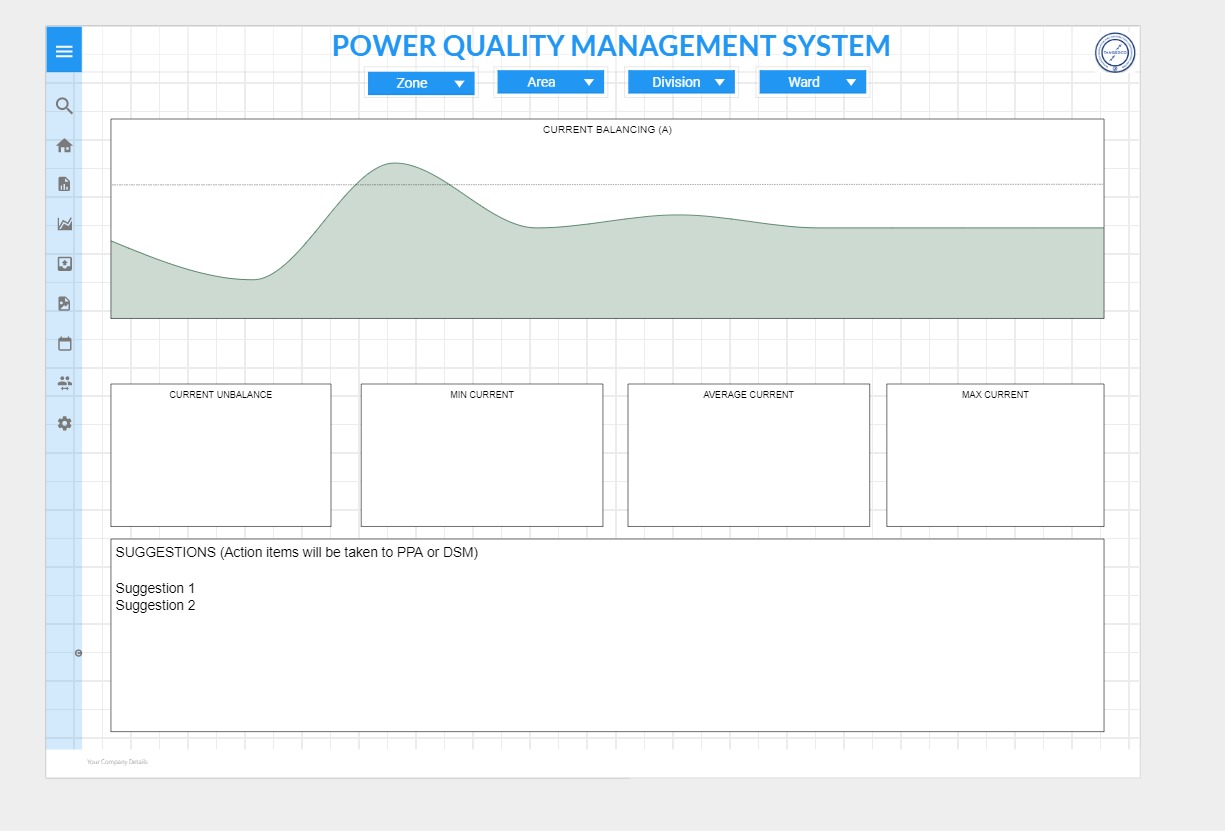 POWER QUALITY MANAGEMENT SYSTEM
Zone
Area
Division
Ward
CURRENT BALANCING (A)
CURRENT UNBALANCE
MIN CURRENT
AVERAGE CURRENT
MAX CURRENT
SUGGESTIONS (Action items will be taken to PPA or DSM)
Suggestion 1
Suggestion 2
Your Company Details